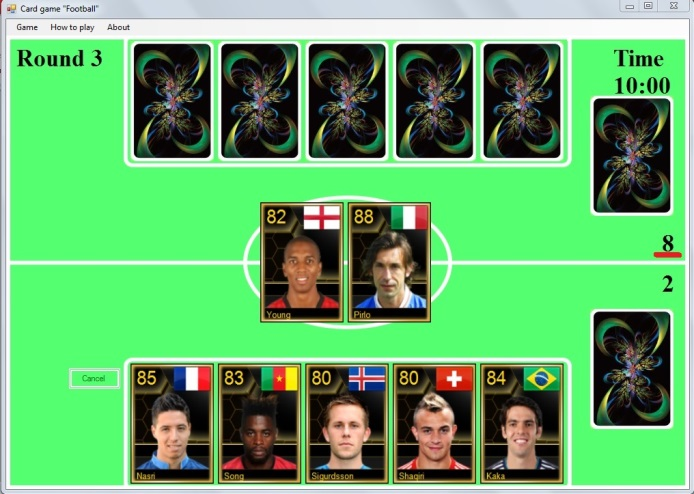 Card game "Football"
Game How to play About
Round 3
Time
10:00
82
88
Young
Pirlo
8
2
Cancel
85
83
80
80
84
Nasri
Song
Sigurdsson
Shaqiri
Kaka